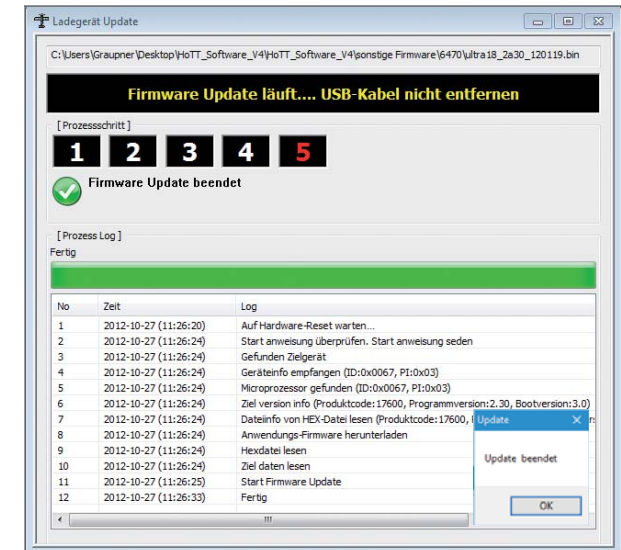 Ladegerät Update
C:\Users\Graupner\Desktop\HoTT_Software_V4\HoTT_Software_V4\sonstige Firmware\6470\ultra18_2a30_120119.bin
Firmware Update läuft.... USB-Kabel nicht entfernen
[ Prozessschritt ]
1 2 3 4 5
Firmware Update beendet
[ Prozess Log ]
Fertig
No Zeit Log
1 2012-10-27 (11:26:20) Auf Hardware-Reset warten...
2 2012-10-27 (11:26:24) Start anweisung überprüfen. Start anweisung seden
3 2012-10-27 (11:26:24) Gefunden Zielgerät
4 2012-10-27 (11:26:24) Geräteinfo empfangen (ID:0x0067, PI:0x03)
5 2012-10-27 (11:26:24) Microprozessor gefunden (ID:0x0067, PI:0x03)
6 2012-10-27 (11:26:24) Ziel version info (Produktcode:17600, Programmversion:2.30, Bootversion:3.0)
7 2012-10-27 (11:26:24) Dateiinfo von HEX-Datei lesen (Produktcode:17600,
8 2012-10-27 (11:26:24) Anwendungs-Firmware herunterladen
9 2012-10-27 (11:26:24) Hexdatei lesen
10 2012-10-27 (11:26:24) Ziel daten lesen
11 2012-10-27 (11:26:25) Start Firmware Update
12 2012-10-27 (11:26:33) Fertig
Update
Update beendet
OK